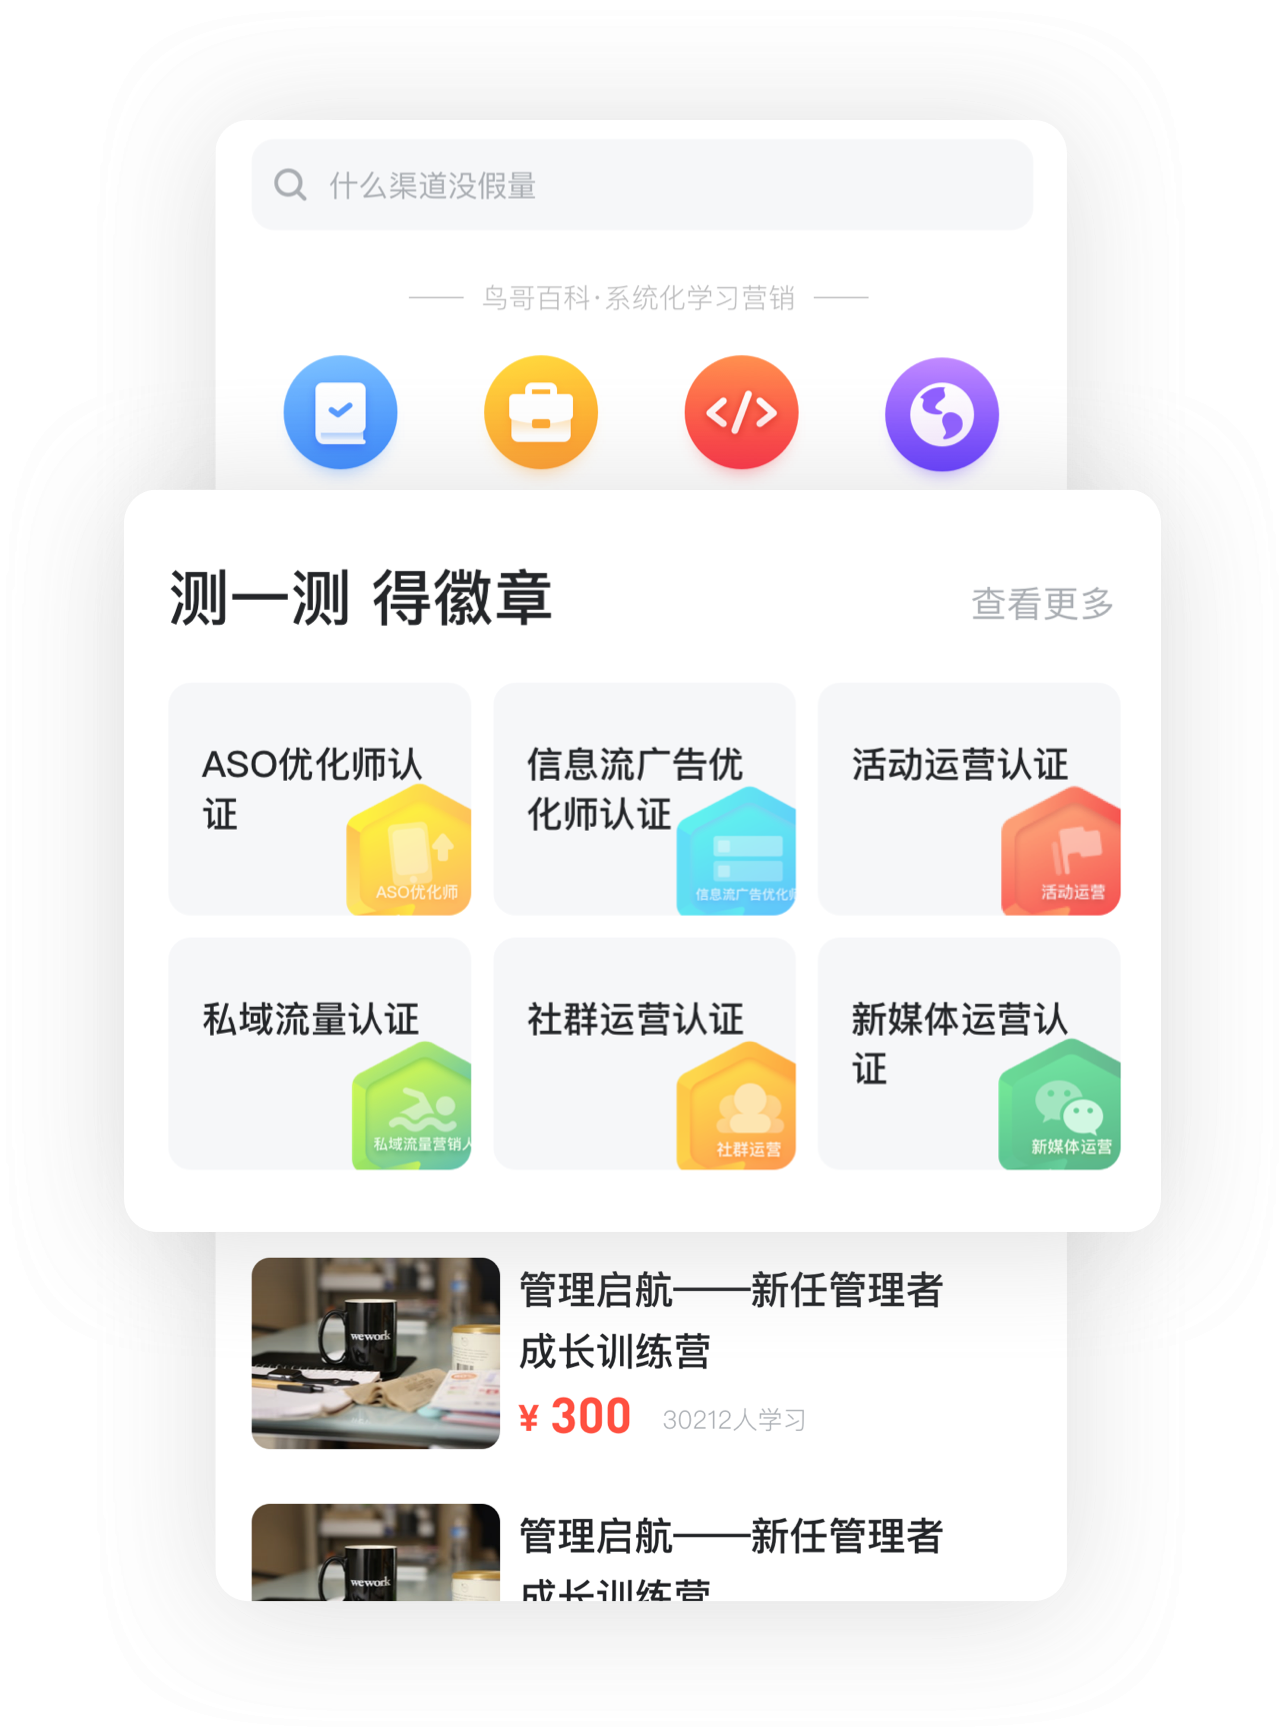 什么渠道没假量
鸟哥百科·系统化学习营销
测一测 得徽章
查看更多
ASO优化师认
证
ASO优化师
信息流广告优
化师认证
信息流广告优化师
活动运营认证
活动运营
私域流量认证
私域流量营销人
社群运营认证
社群运营
新媒体运营认
证
新媒体运营
wework
管理启航——新任管理者
成长训练营
¥ 300
30212人学习
wework
管理启航——新任管理者
成长训练营